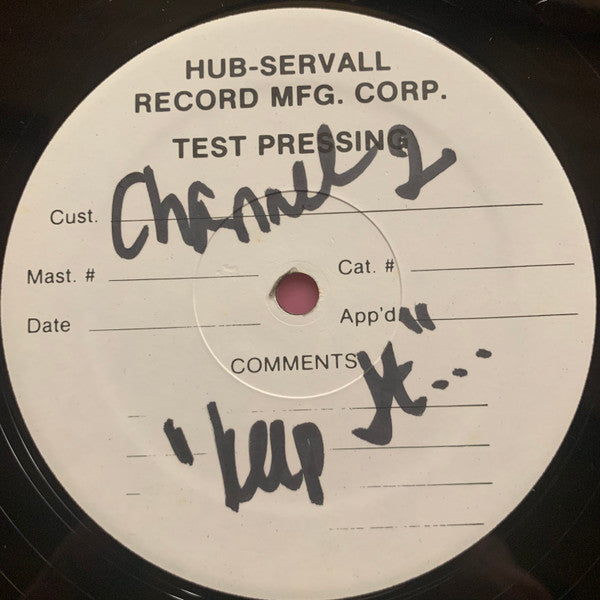 HUB-SERVALL
RECORD MFG. CORP.
TEST PRESSING
Cust. Channel 2
Mast. # Cat. #
Date App'd
COMMENTS
"Keep It"...